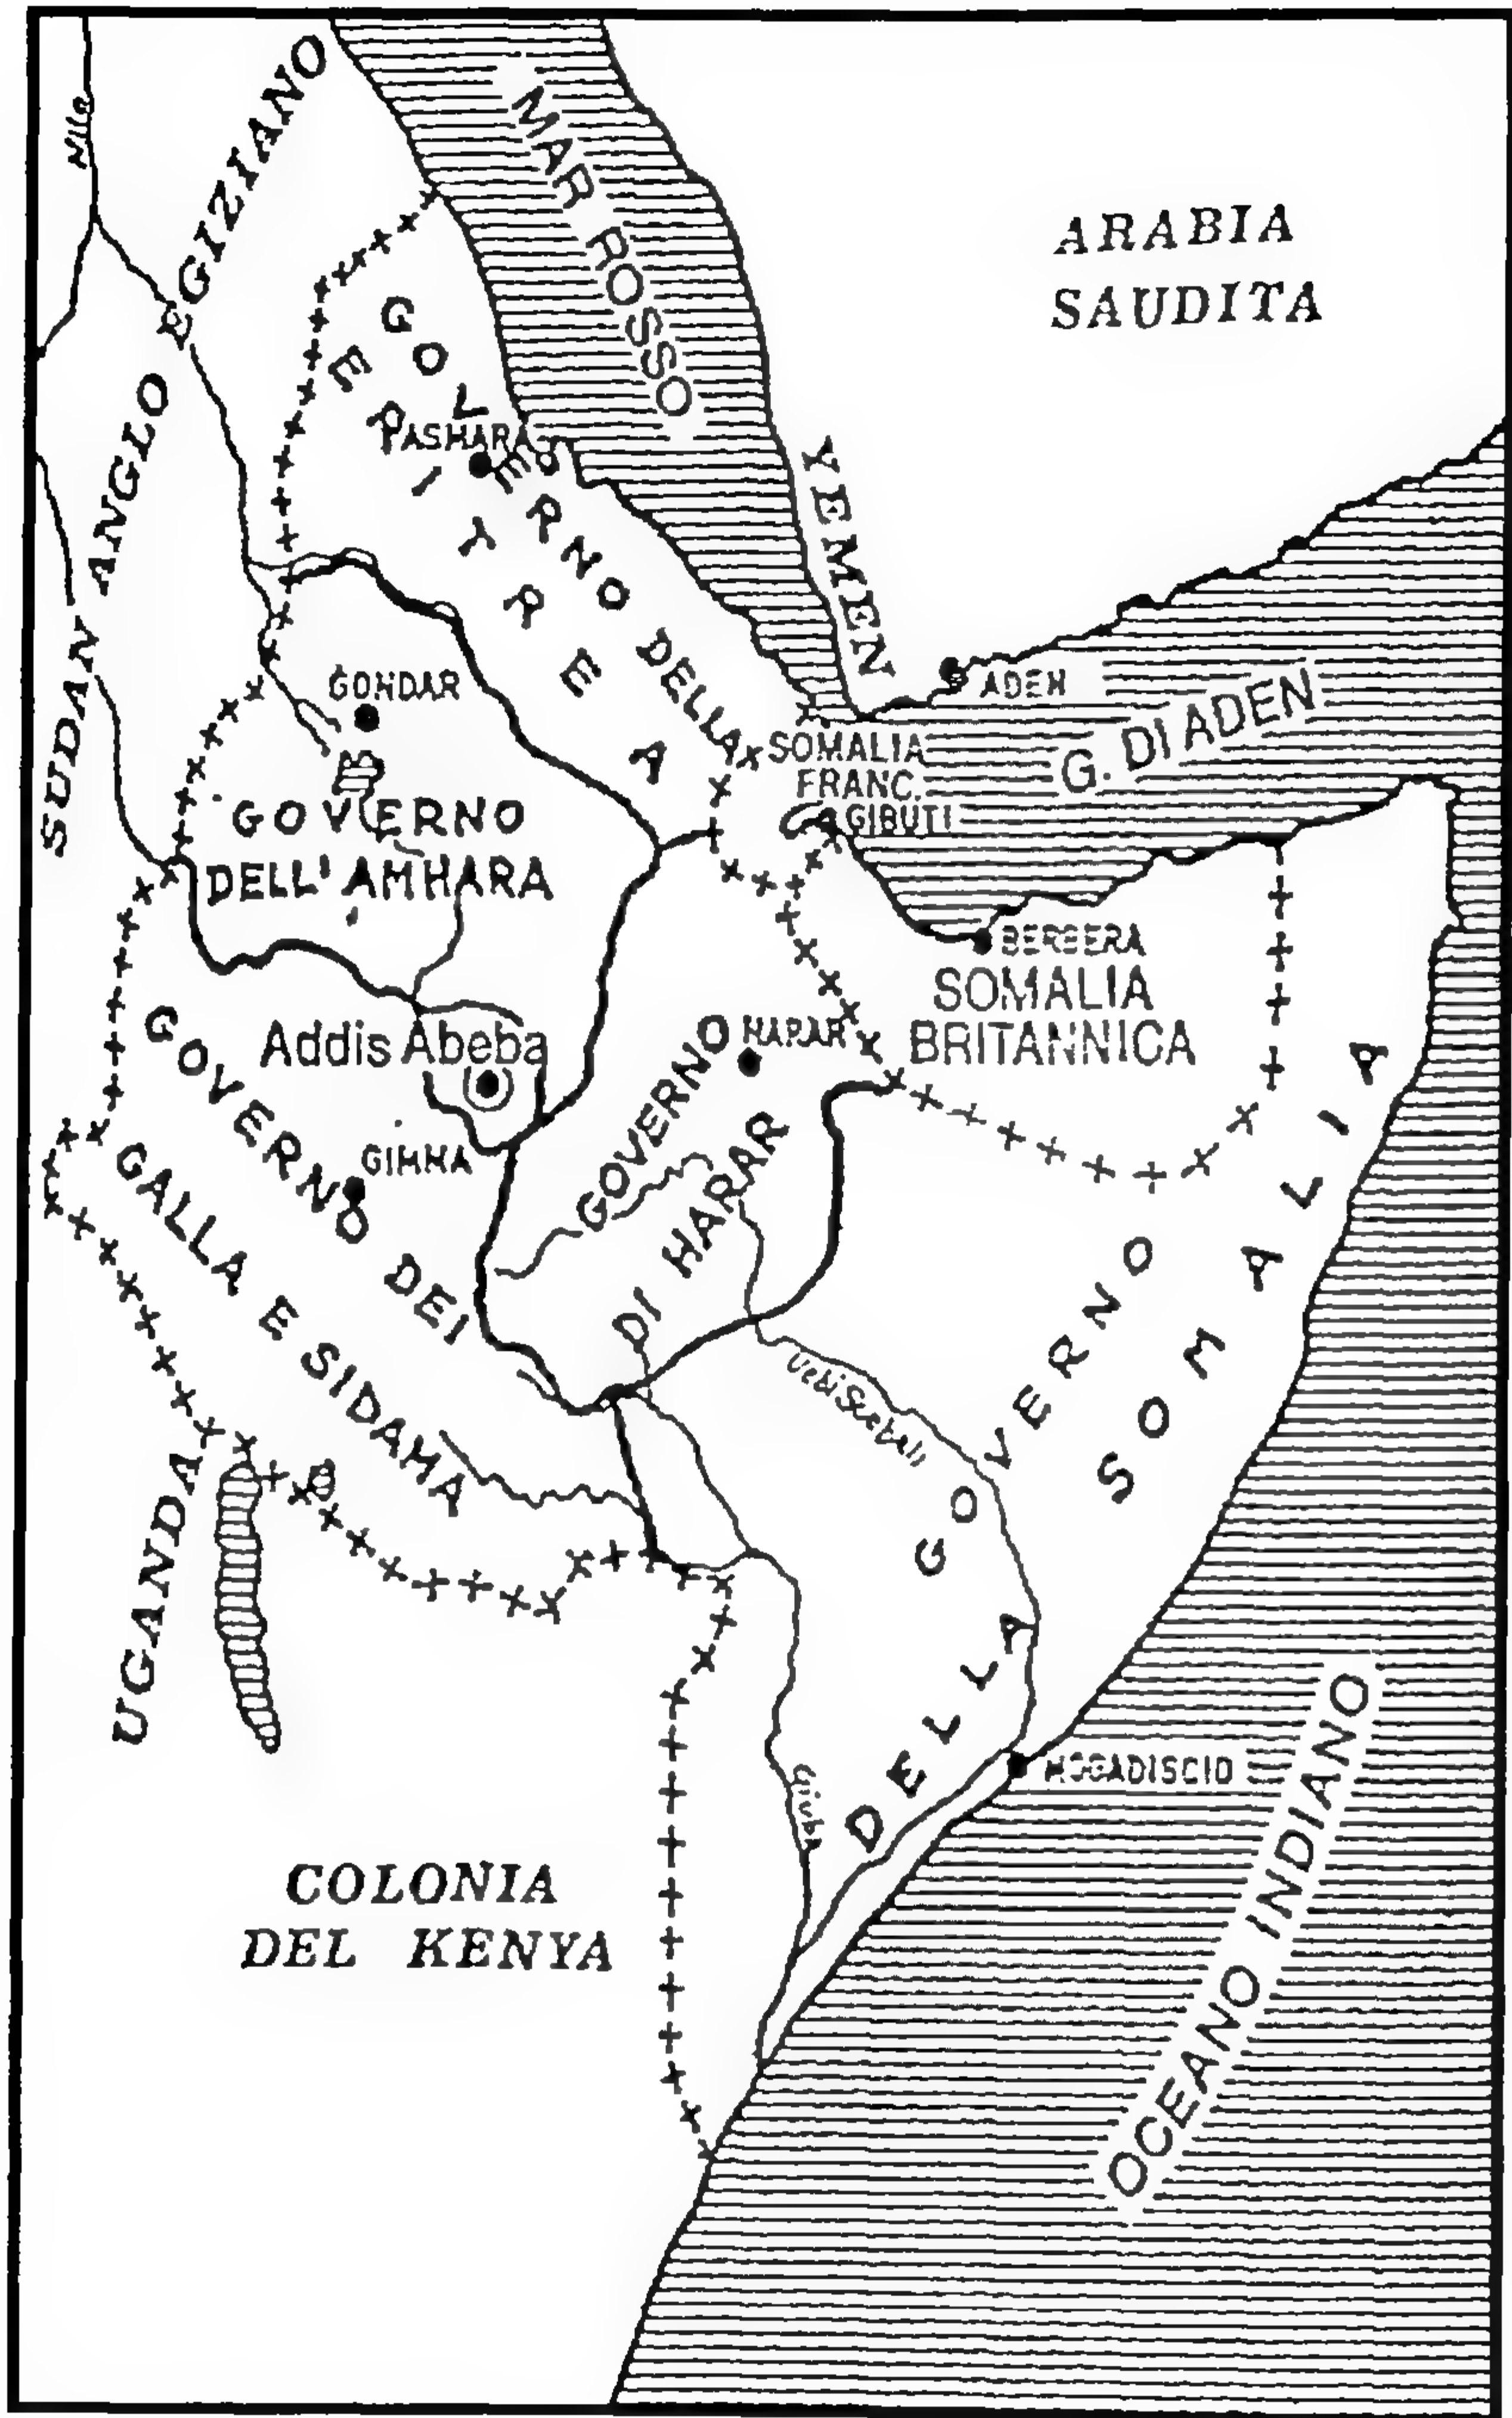 Nilo
SUDAN ANGLO EGIZIANO
MAR ROSSO
ARABIA
SAUDITA
GOVERNO DELLA
ERITREA
YEMEN
ADEN
G. DI ADEN
GONDAR
SOMALIA
FRANC.
GIBUTI
GOVERNO
DELL' AMHARA
BERBERA
SOMALIA
BRITANNICA
Addis Abeba
HARAR
GOVERNO
DI HARAR
GIMMA
GOVERNO DEI
GALLA E SIDAMA
Uebi Scebeli
GOVERNO
DELLA
SOMALIA
UGANDA
Giuba
MOGADISCIO
COLONIA
DEL KENYA
OCEANO INDIANO